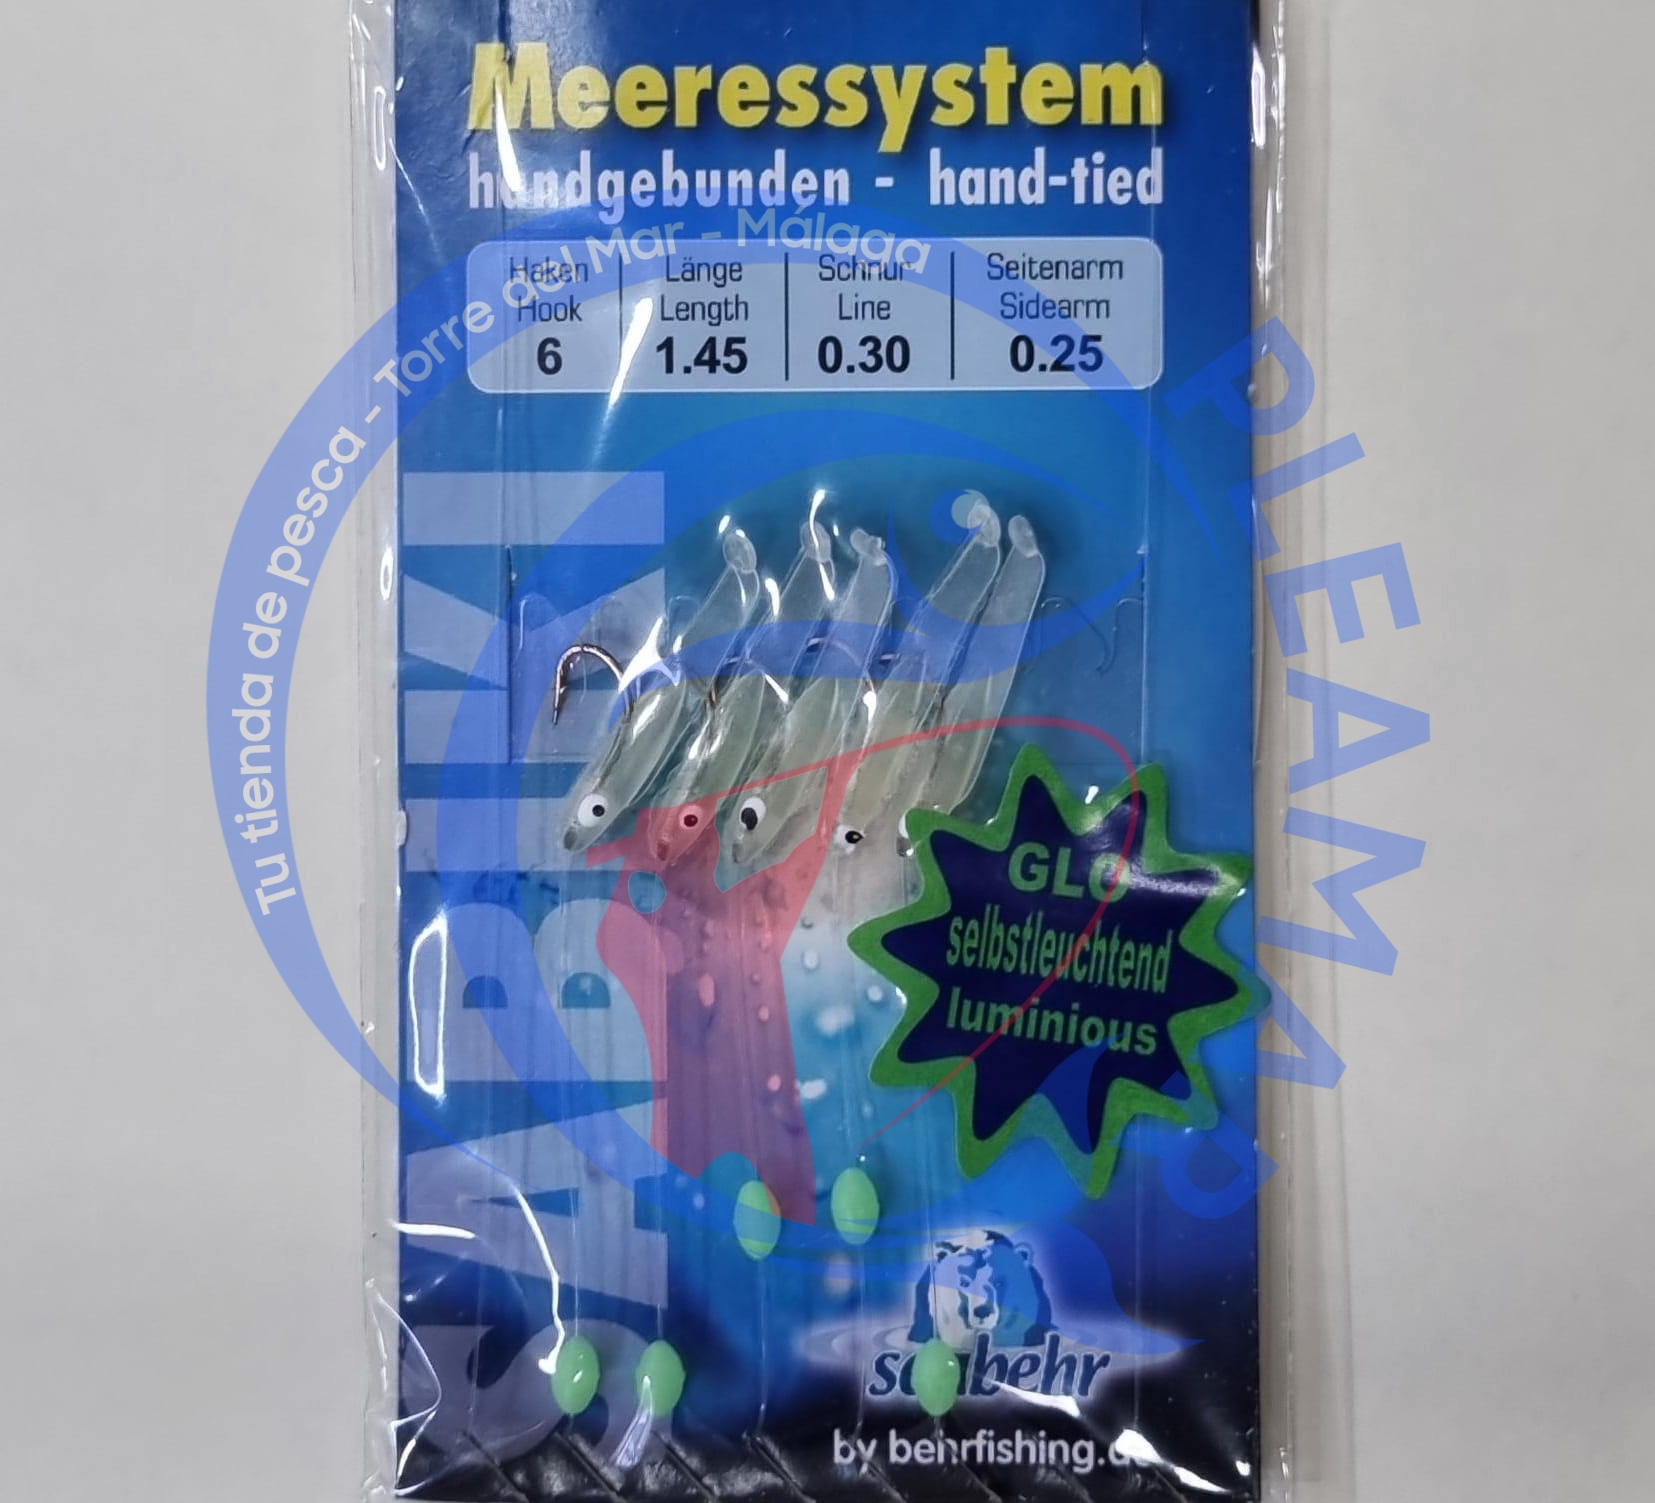 Meeressystem
handgebunden - hand-tied
Haken
Hook
6
Länge
Length
1.45
Schnur
Line
0.30
Seitenarm
Sidearm
0.25
SABIKI
GLO
selbstleuchtend
luminious
seabehr
by behrfishing.de
Tu tienda de pesca - Torre del Mar - Málaga
PLEAMAR